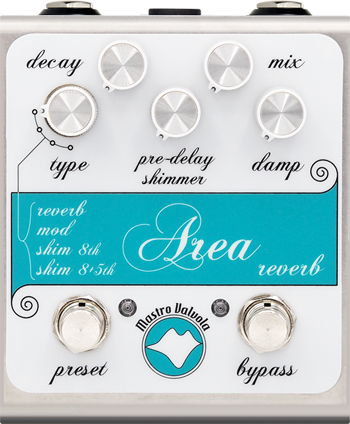 decay
mix
type
pre-delay
shimmer
damp
reverb
mod
shim 8th
shim 8+5th
Area
reverb
Mastro Valvola
preset
bypass